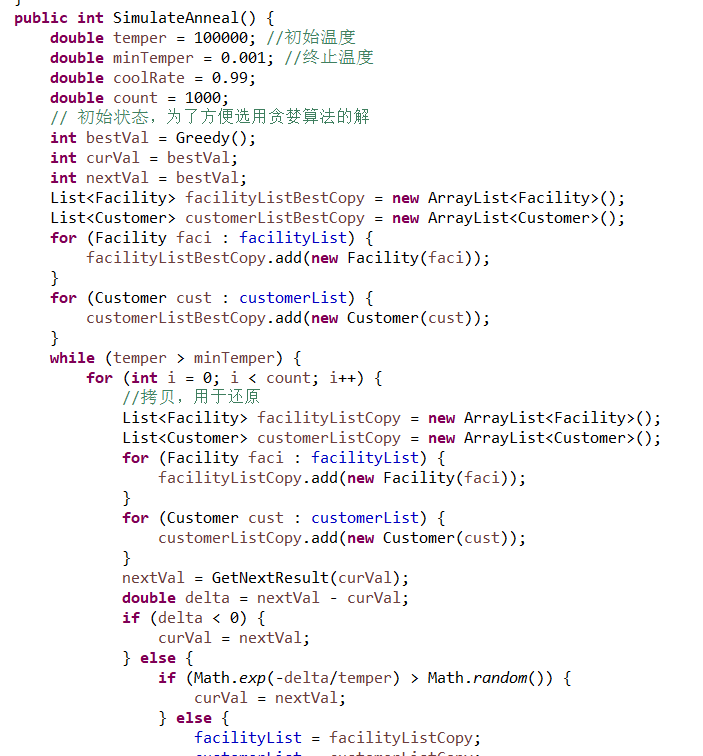 }
public int SimulateAnneal() {
double temper = 100000; //初始温度
double minTemper = 0.001; //终止温度
double coolRate = 0.99;
double count = 1000;
// 初始状态，为了方便选用贪婪算法的解
int bestVal = Greedy();
int curVal = bestVal;
int nextVal = bestVal;
List<Facility> facilityListBestCopy = new ArrayList<Facility>();
List<Customer> customerListBestCopy = new ArrayList<Customer>();
for (Facility faci : facilityList) {
facilityListBestCopy.add(new Facility(faci));
}
for (Customer cust : customerList) {
customerListBestCopy.add(new Customer(cust));
}
while (temper > minTemper) {
for (int i = 0; i < count; i++) {
//拷贝，用于还原
List<Facility> facilityListCopy = new ArrayList<Facility>();
List<Customer> customerListCopy = new ArrayList<Customer>();
for (Facility faci : facilityList) {
facilityListCopy.add(new Facility(faci));
}
for (Customer cust : customerList) {
customerListCopy.add(new Customer(cust));
}
nextVal = GetNextResult(curVal);
double delta = nextVal - curVal;
if (delta < 0) {
curVal = nextVal;
} else {
if (Math.exp(-delta/temper) > Math.random()) {
curVal = nextVal;
} else {
facilityList = facilityListCopy;